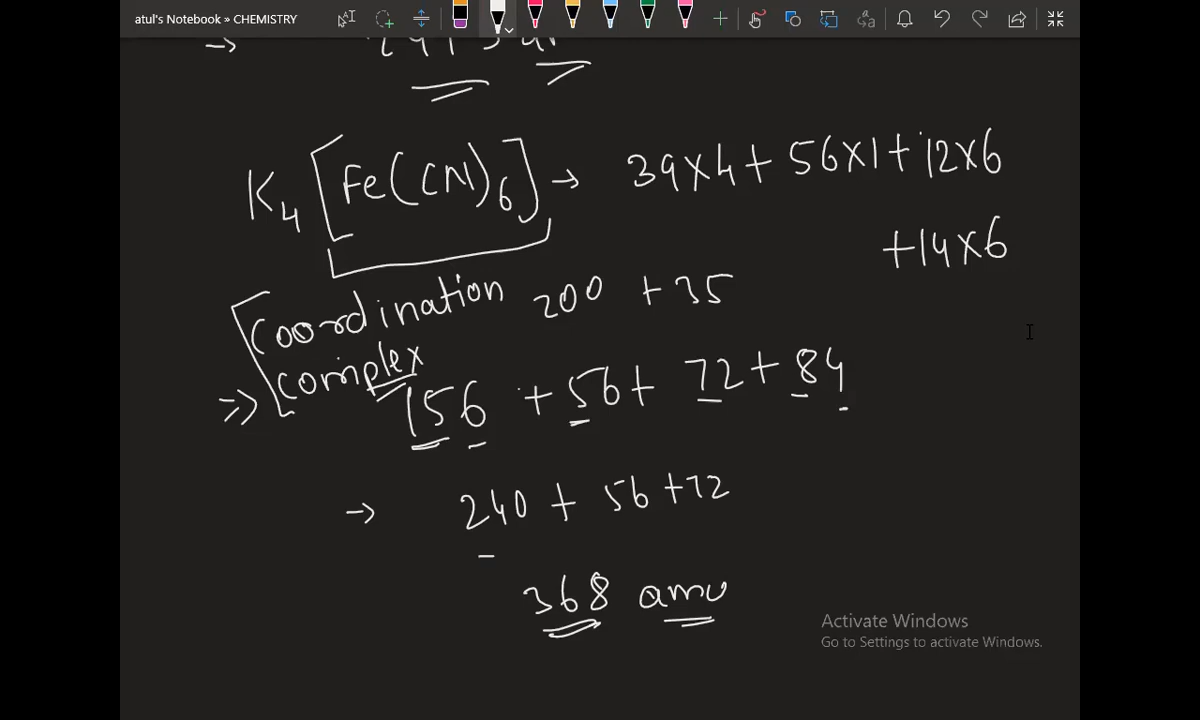 atul's Notebook » CHEMISTRY
K4 [Fe(CN)6] → 39×4 + 56×1 + 12×6
+14×6
Coordination 200 + 35
complex
⇒ 156 + 56 + 72 + 84
→ 240 + 56 + 72
368 amu
Activate Windows
Go to Settings to activate Windows.